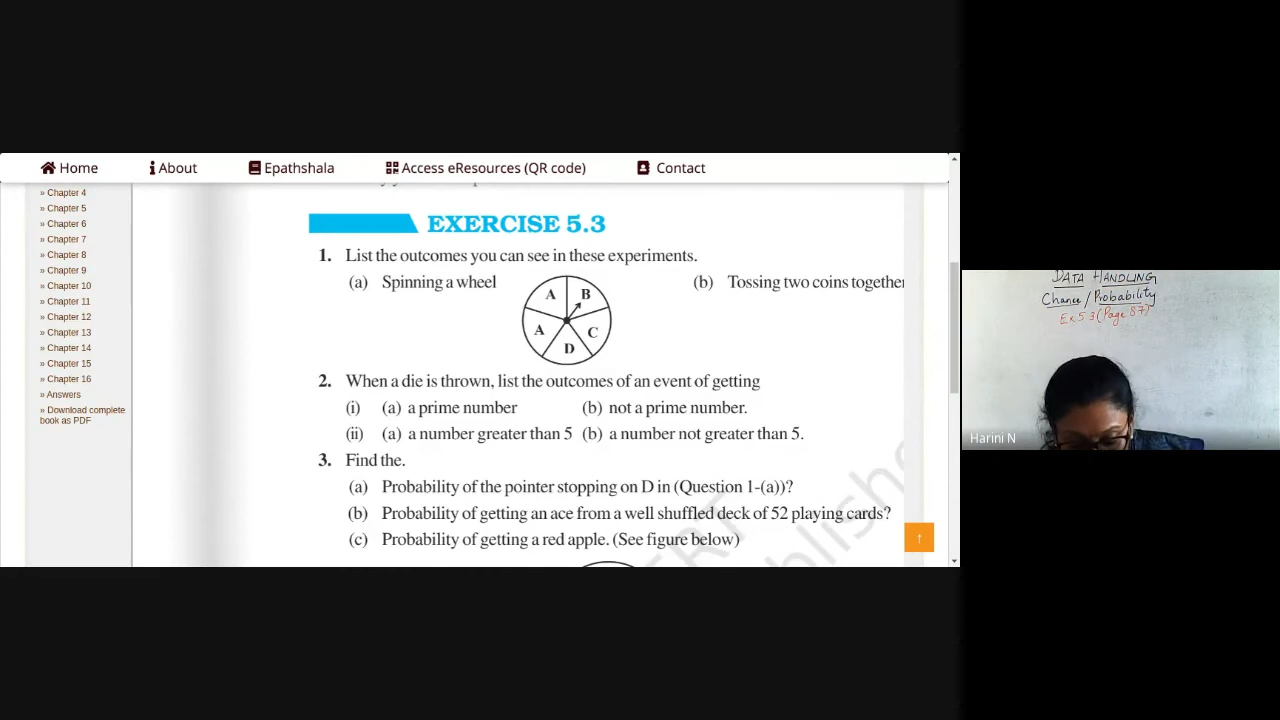 Home About Epathshala Access eResources (QR code) Contact
» Chapter 4
» Chapter 5
» Chapter 6
» Chapter 7
» Chapter 8
» Chapter 9
» Chapter 10
» Chapter 11
» Chapter 12
» Chapter 13
» Chapter 14
» Chapter 15
» Chapter 16
» Answers
» Download complete
book as PDF
EXERCISE 5.3
1. List the outcomes you can see in these experiments.
(a) Spinning a wheel (b) Tossing two coins together
A B
A C
D
2. When a die is thrown, list the outcomes of an event of getting
(i) (a) a prime number (b) not a prime number.
(ii) (a) a number greater than 5 (b) a number not greater than 5.
3. Find the.
(a) Probability of the pointer stopping on D in (Question 1-(a))?
(b) Probability of getting an ace from a well shuffled deck of 52 playing cards?
(c) Probability of getting a red apple. (See figure below)
↑
DATA HANDLING
Chance / Probability
Ex 5.3 (Page 87)
Harini N